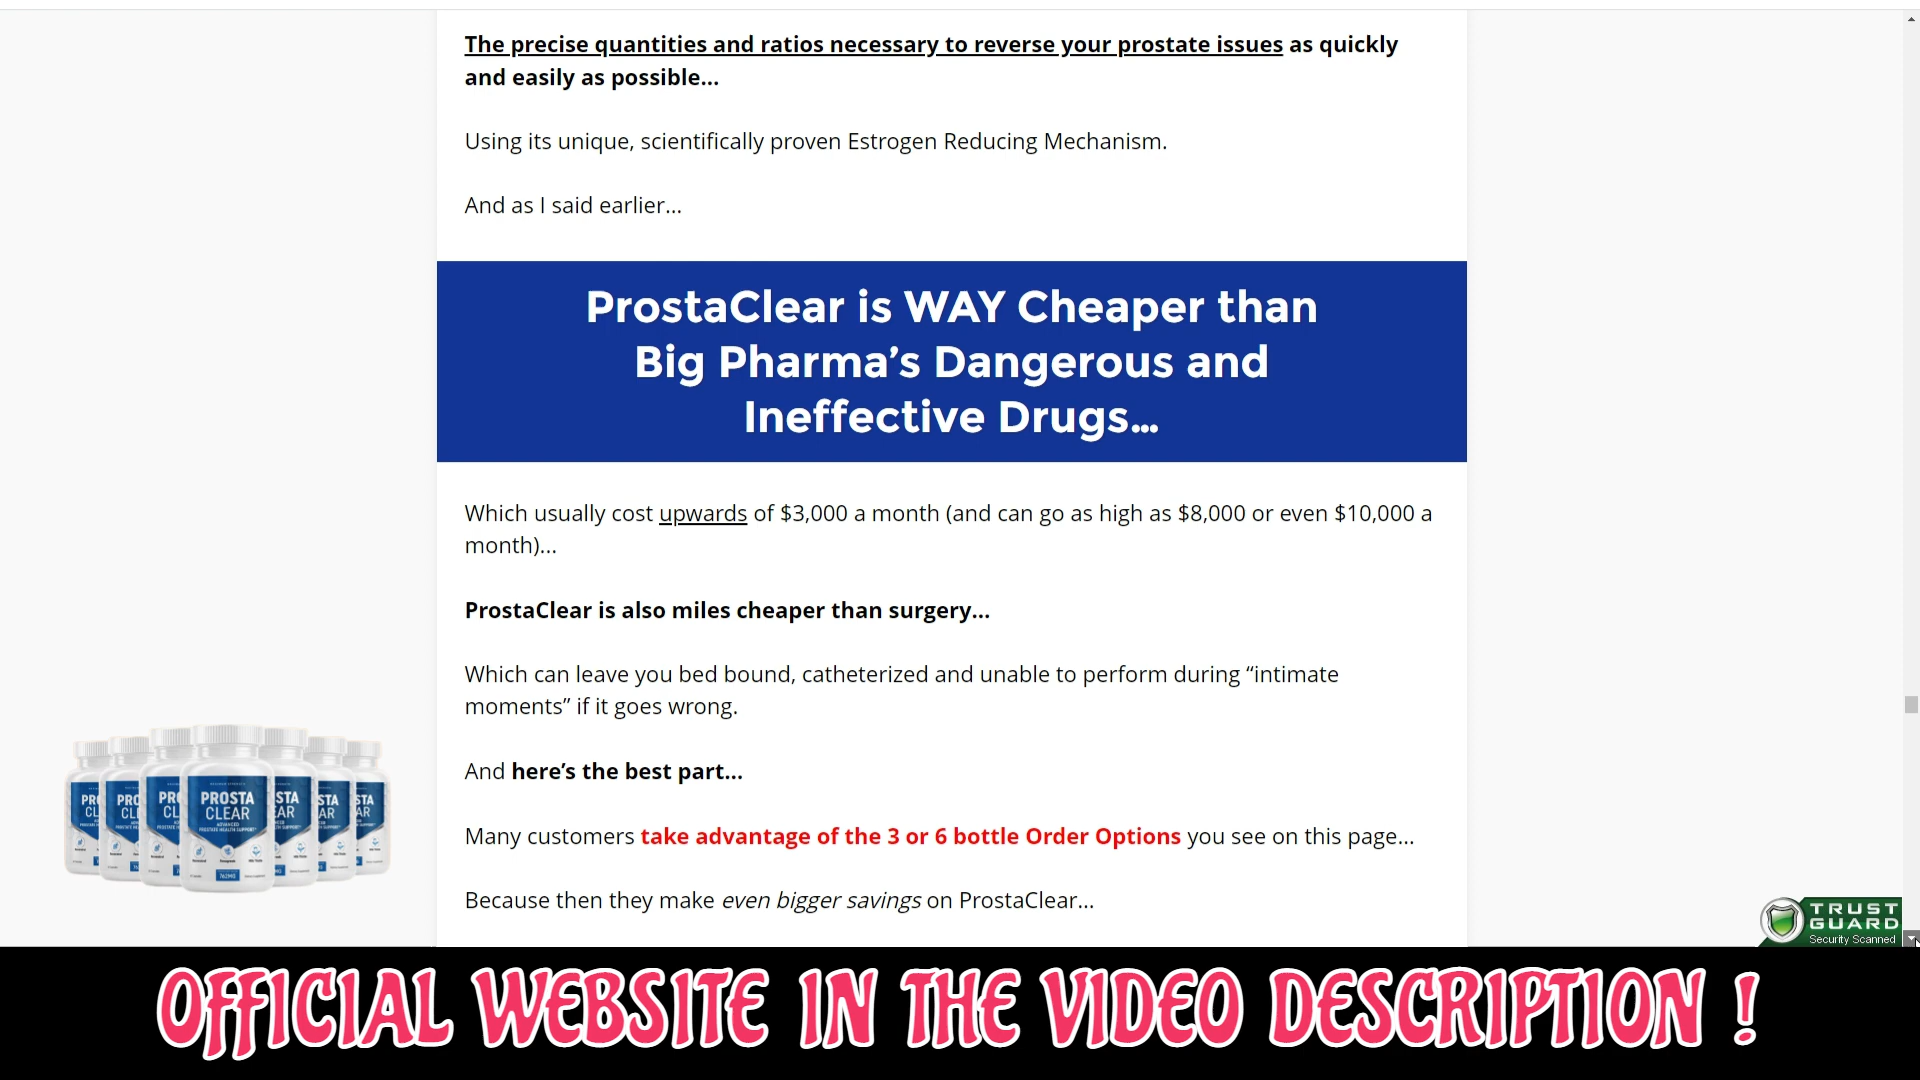 The precise quantities and ratios necessary to reverse your prostate issues as quickly
and easily as possible...
Using its unique, scientifically proven Estrogen Reducing Mechanism.
And as I said earlier...
ProstaClear is WAY Cheaper than
Big Pharma’s Dangerous and
Ineffective Drugs...
Which usually cost upwards of $3,000 a month (and can go as high as $8,000 or even $10,000 a
month)...
ProstaClear is also miles cheaper than surgery...
Which can leave you bed bound, catheterized and unable to perform during “intimate
moments” if it goes wrong.
And here’s the best part...
Many customers take advantage of the 3 or 6 bottle Order Options you see on this page...
Because then they make even bigger savings on ProstaClear...
PROSTA
CLEAR
ADVANCED
PROSTATE HEALTH SUPPORT
TRUST
GUARD
Security Scanned
OFFICIAL WEBSITE IN THE VIDEO DESCRIPTION !